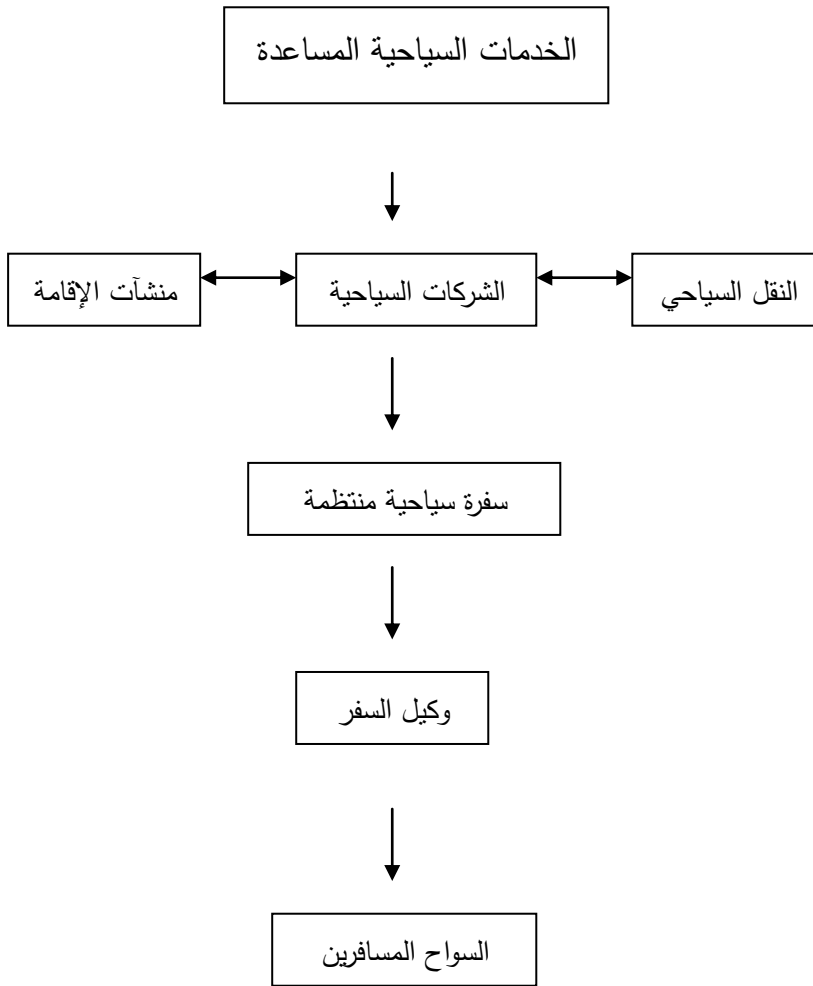 الخدمات السياحية المساعدة
النقل السياحي
الشركات السياحية
منشآت الإقامة
سفرة سياحية منتظمة
وكيل السفر
السواح المسافرين